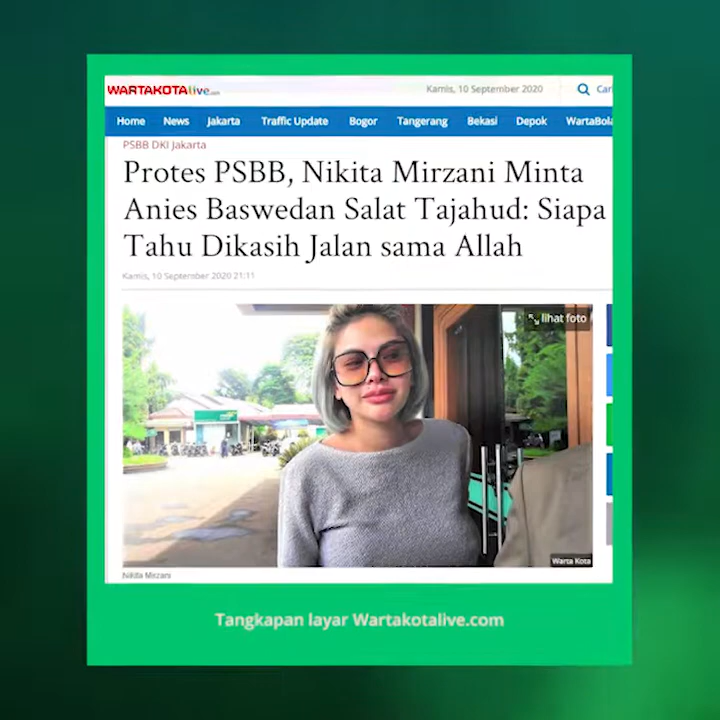 WARTAKOTAlive.com
Kamis, 10 September 2020
Cari
Home News Jakarta Traffic Update Bogor Tangerang Bekasi Depok WartaBola
PSBB DKI Jakarta
Protes PSBB, Nikita Mirzani Minta
Anies Baswedan Salat Tajahud: Siapa
Tahu Dikasih Jalan sama Allah
Kamis, 10 September 2020 21:11
lihat foto
Warta Kota
Nikita Mirzani
Tangkapan layar Wartakotalive.com